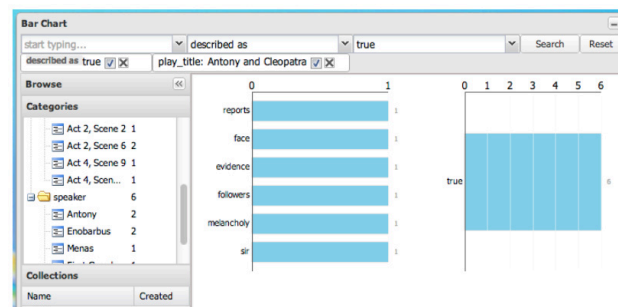 Bar Chart
start typing... described as true Search Reset
described as true play_title: Antony and Cleopatra
Browse
Categories
Act 2, Scene 2 1
Act 2, Scene 6 2
Act 4, Scene 9 1
Act 4, Scen... 1
speaker 6
Antony 2
Enobarbus 2
Menas 1
Collections
Name Created
0 1
reports 1
face 1
evidence 1
followers 1
melancholy 1
sir 1
0 1 2 3 4 5 6
true 6